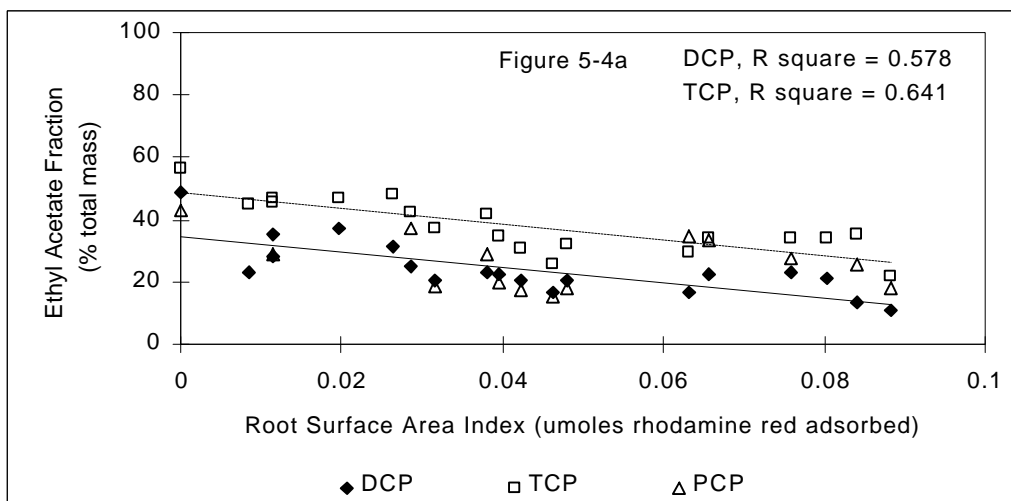 Figure 5-4a
DCP, R square = 0.578
TCP, R square = 0.641
Ethyl Acetate Fraction
(% total mass)
100
80
60
40
20
0
0 0.02 0.04 0.06 0.08 0.1
Root Surface Area Index (umoles rhodamine red adsorbed)
DCP TCP PCP